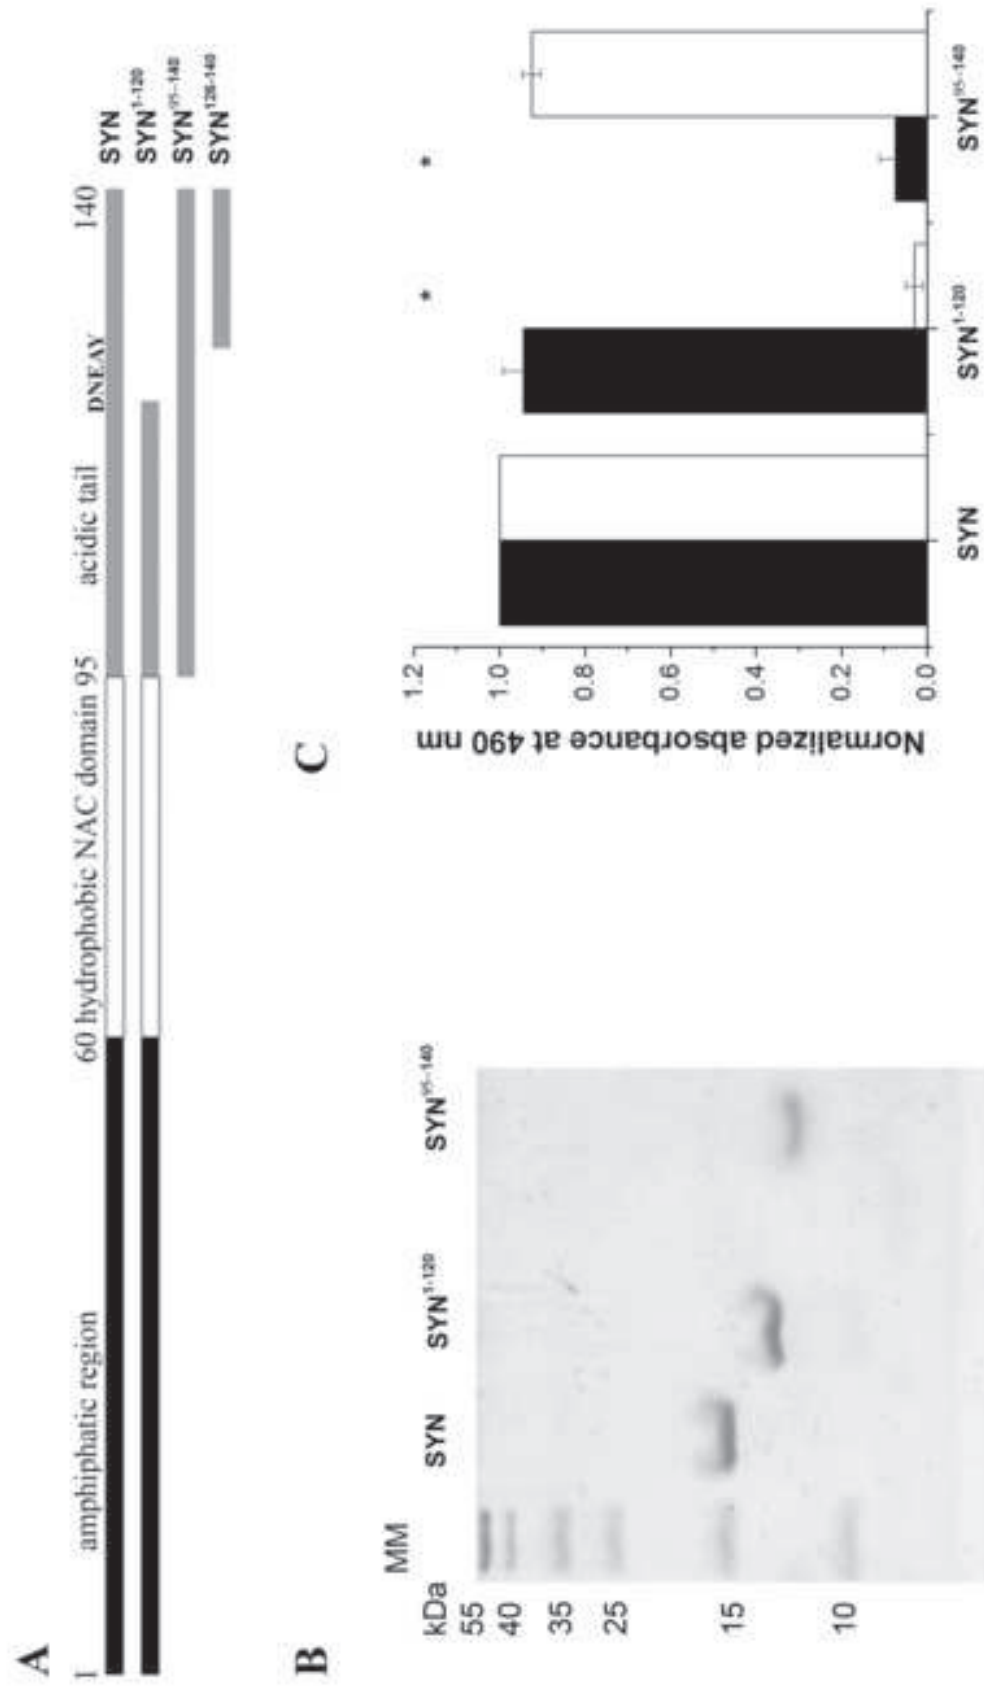 A
1 amphiphatic region 60 hydrophobic NAC domain 95 acidic tail DNEAY 140
SYN
SYN1-120
SYN95-140
SYN126-140
B
kDa MM SYN SYN1-120 SYN95-140
55
40
35
25
15
10
C
Normalized absorbance at 490 nm
1.2
1.0
0.8
0.6
0.4
0.2
0.0
* *
SYN SYN1-120 SYN95-140